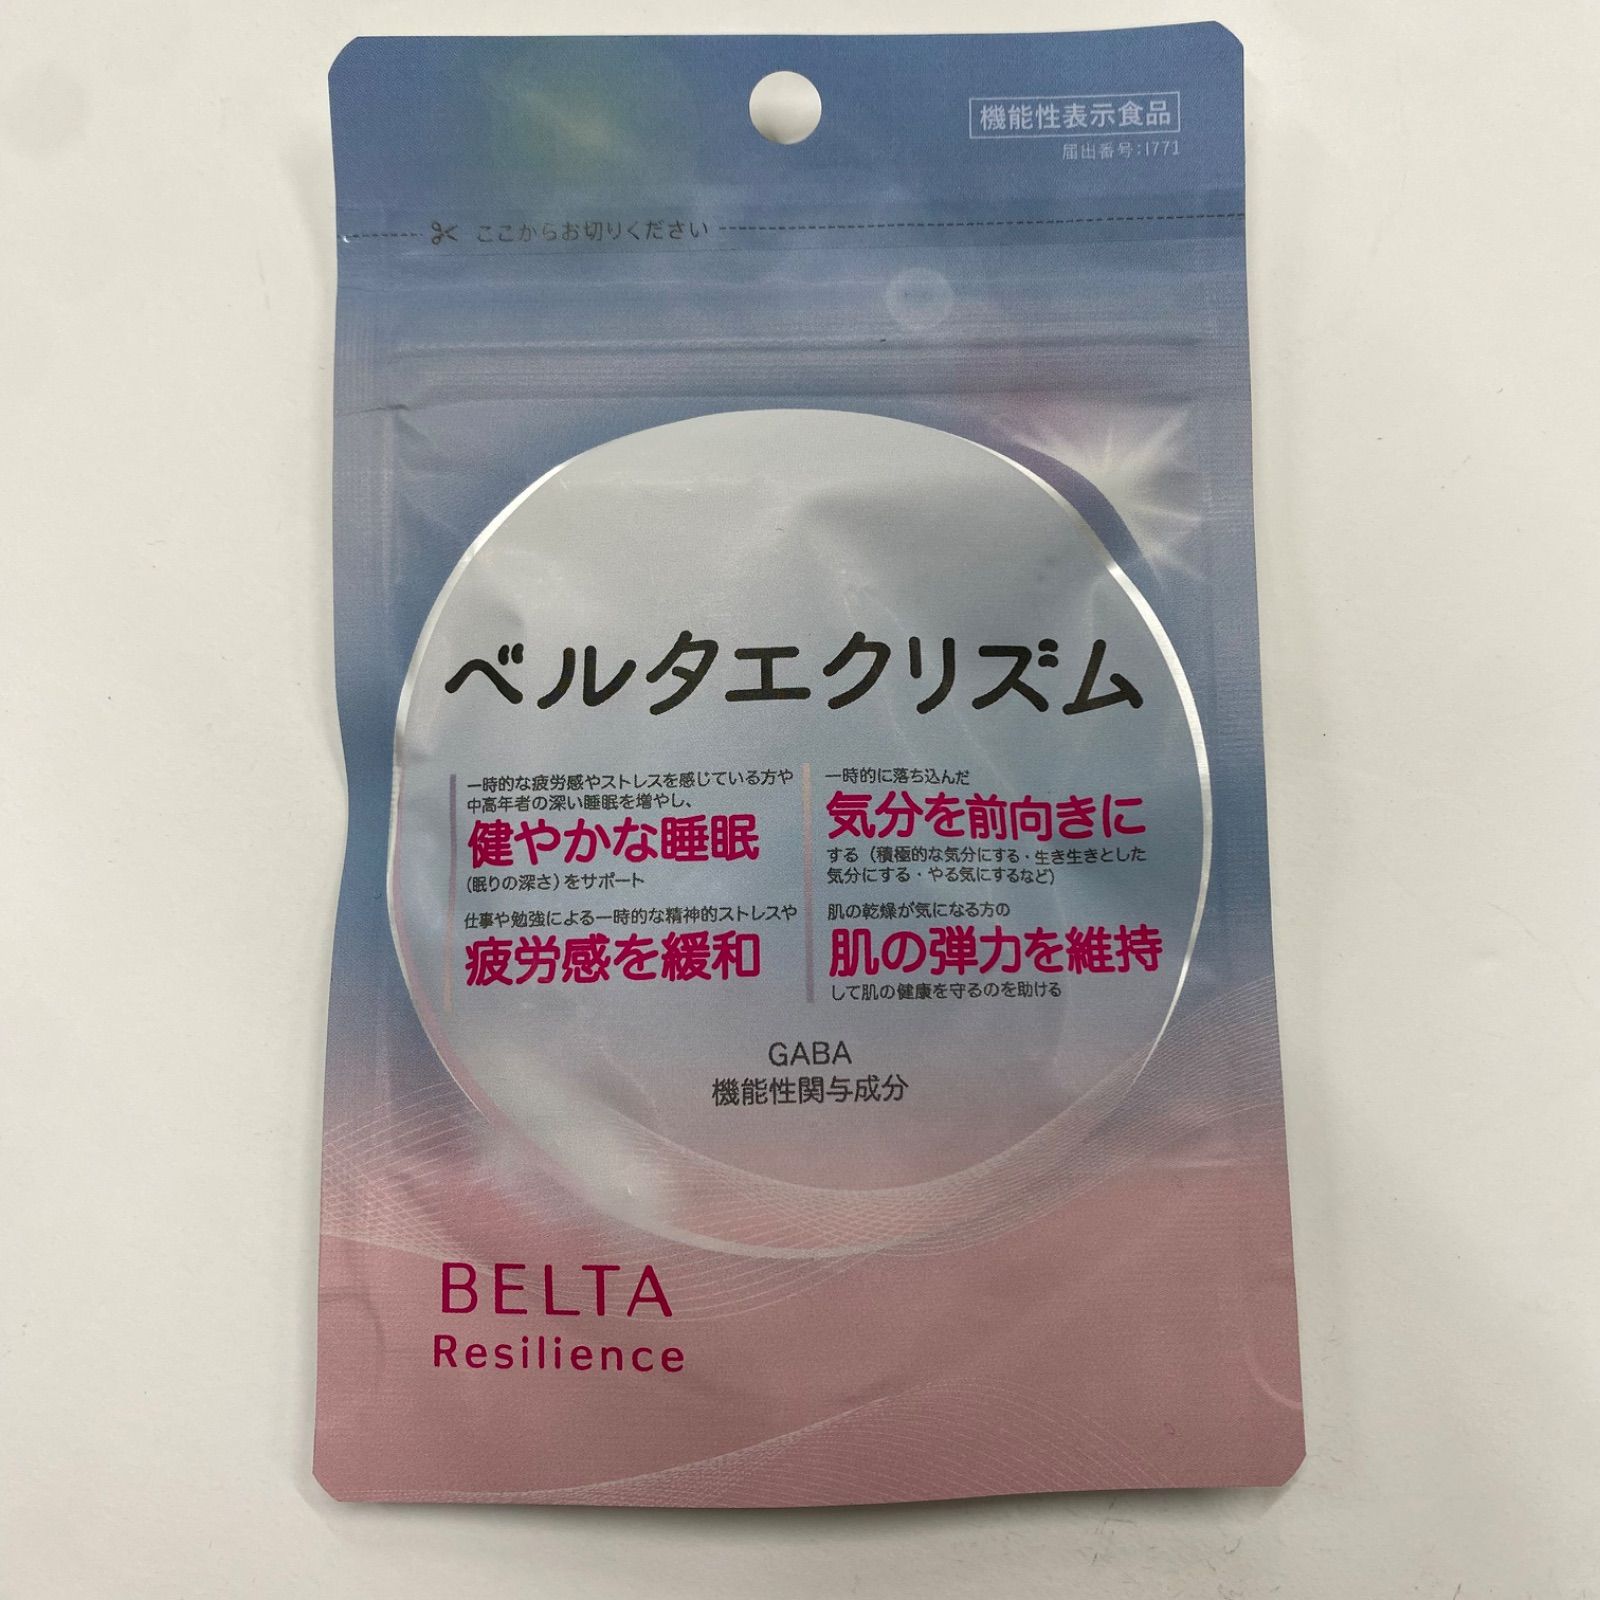 機能性表示食品
届出番号:I771
ここからお切りください
ベルタエクリズム
一時的な疲労感やストレスを感じている方や
中高年者の深い睡眠を増やし、
健やかな睡眠
(眠りの深さ)をサポート
仕事や勉強による一時的な精神的ストレスや
疲労感を緩和
一時的に落ち込んだ
気分を前向きに
する(積極的な気分にする・生き生きとした
気分にする・やる気にするなど)
肌の乾燥が気になる方の
肌の弾力を維持
して肌の健康を守るのを助ける
GABA
機能性関与成分
BELTA
Resilience